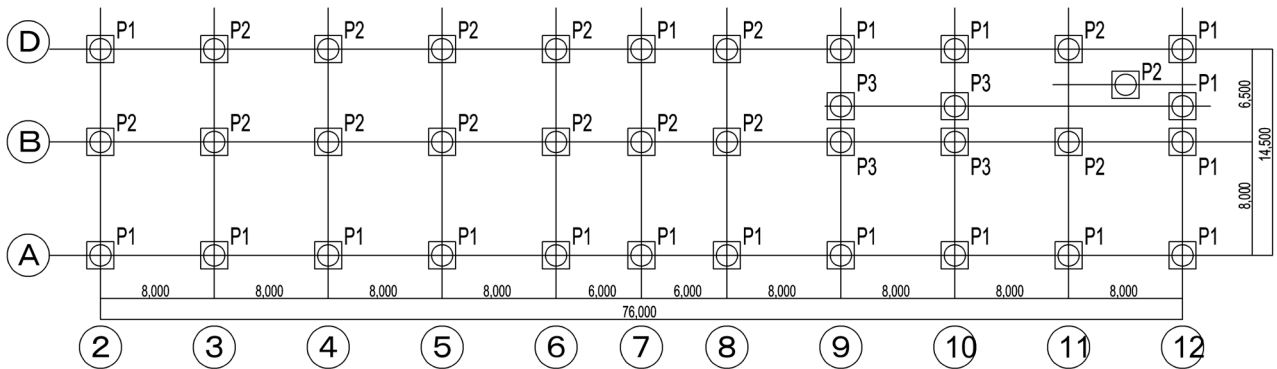 D P1 P2 P2 P2 P2 P1 P2 P1 P1 P2 P1
P2
P3 P3 P1
6,500
B P2 P2 P2 P2 P2 P2 P2
P3 P3 P2 P1
14,500
8,000
A P1 P1 P1 P1 P1 P1 P1 P1 P1 P1 P1
8,000 8,000 8,000 8,000 6,000 6,000 8,000 8,000 8,000 8,000
76,000
2 3 4 5 6 7 8 9 10 11 12